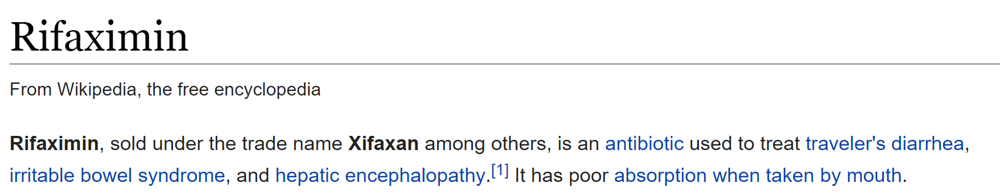 Rifaximin
From Wikipedia, the free encyclopedia
Rifaximin, sold under the trade name Xifaxan among others, is an antibiotic used to treat traveler's diarrhea,
irritable bowel syndrome, and hepatic encephalopathy.[1] It has poor absorption when taken by mouth.